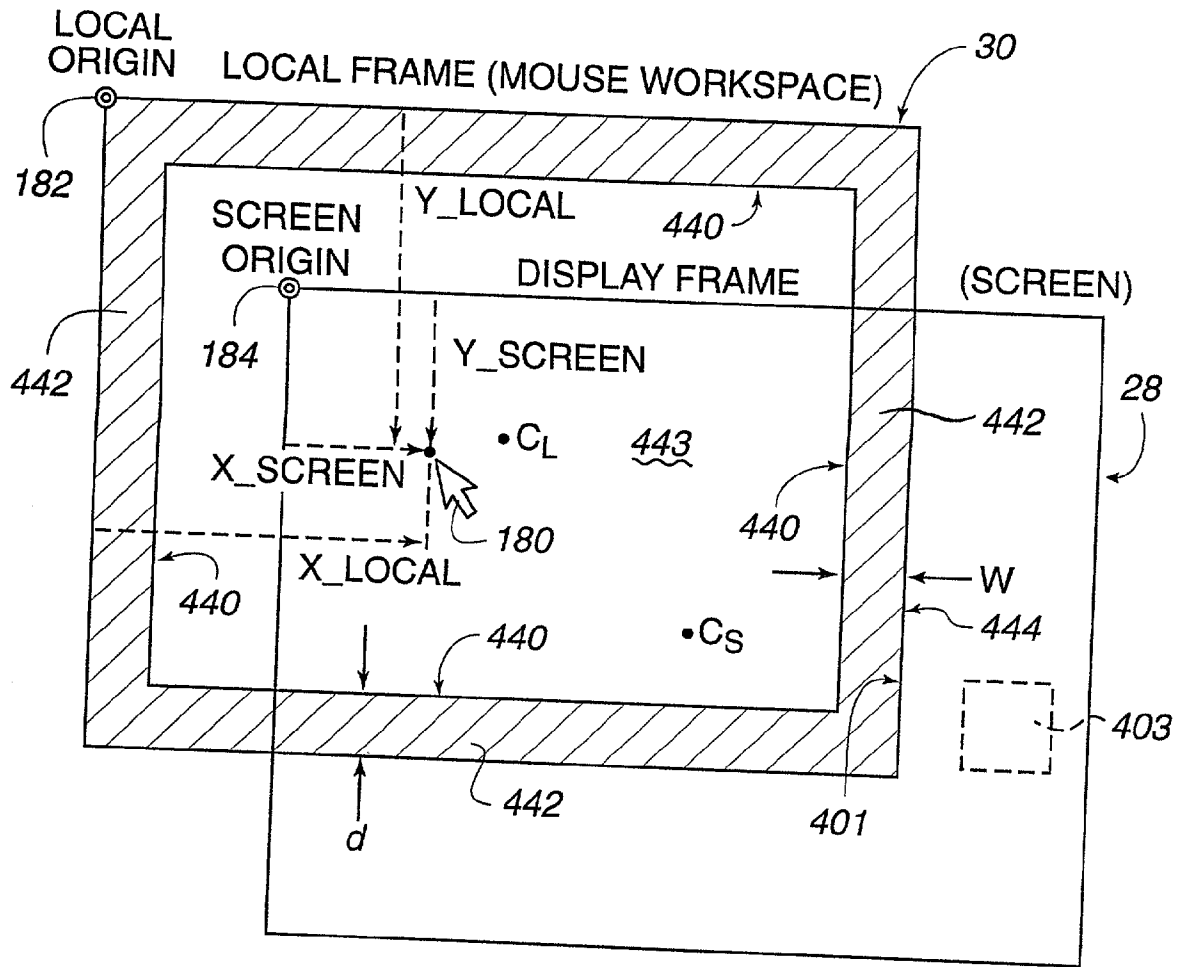 LOCAL
ORIGIN
LOCAL FRAME (MOUSE WORKSPACE)
30
182
Y_LOCAL
440
SCREEN
ORIGIN
DISPLAY FRAME
(SCREEN)
184
442
Y_SCREEN
28
442
C_L
443
X_SCREEN
440
180
X_LOCAL
440
W
444
440
C_S
403
442
401
d